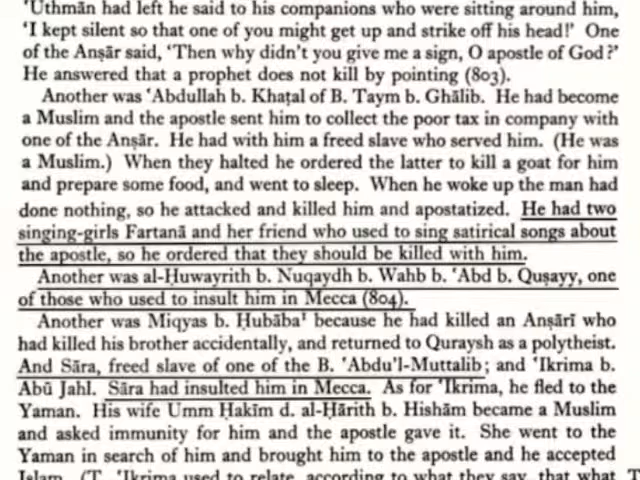 'Uthmān had left he said to his companions who were sitting around him,
'I kept silent so that one of you might get up and strike off his head!' One
of the Anṣār said, 'Then why didn't you give me a sign, O apostle of God?'
He answered that a prophet does not kill by pointing (803).
Another was 'Abdullah b. Khaṭal of B. Taym b. Ghālib. He had become
a Muslim and the apostle sent him to collect the poor tax in company with
one of the Anṣār. He had with him a freed slave who served him. (He was
a Muslim.) When they halted he ordered the latter to kill a goat for him
and prepare some food, and went to sleep. When he woke up the man had
done nothing, so he attacked and killed him and apostatized. He had two
singing-girls Fartanā and her friend who used to sing satirical songs about
the apostle, so he ordered that they should be killed with him.
Another was al-Ḥuwayrith b. Nuqaydh b. Wahb b. 'Abd b. Quṣayy, one
of those who used to insult him in Mecca (804).
Another was Miqyas b. Ḥubāba¹ because he had killed an Anṣārī who
had killed his brother accidentally, and returned to Quraysh as a polytheist.
And Sāra, freed slave of one of the B. 'Abdu'l-Muttalib; and 'Ikrima b.
Abū Jahl. Sāra had insulted him in Mecca. As for 'Ikrima, he fled to the
Yaman. His wife Umm Ḥakīm d. al-Ḥārith b. Hishām became a Muslim
and asked immunity for him and the apostle gave it. She went to the
Yaman in search of him and brought him to the apostle and he accepted
Islam. (T. 'Ikrima used to relate, according to what they say, that what T